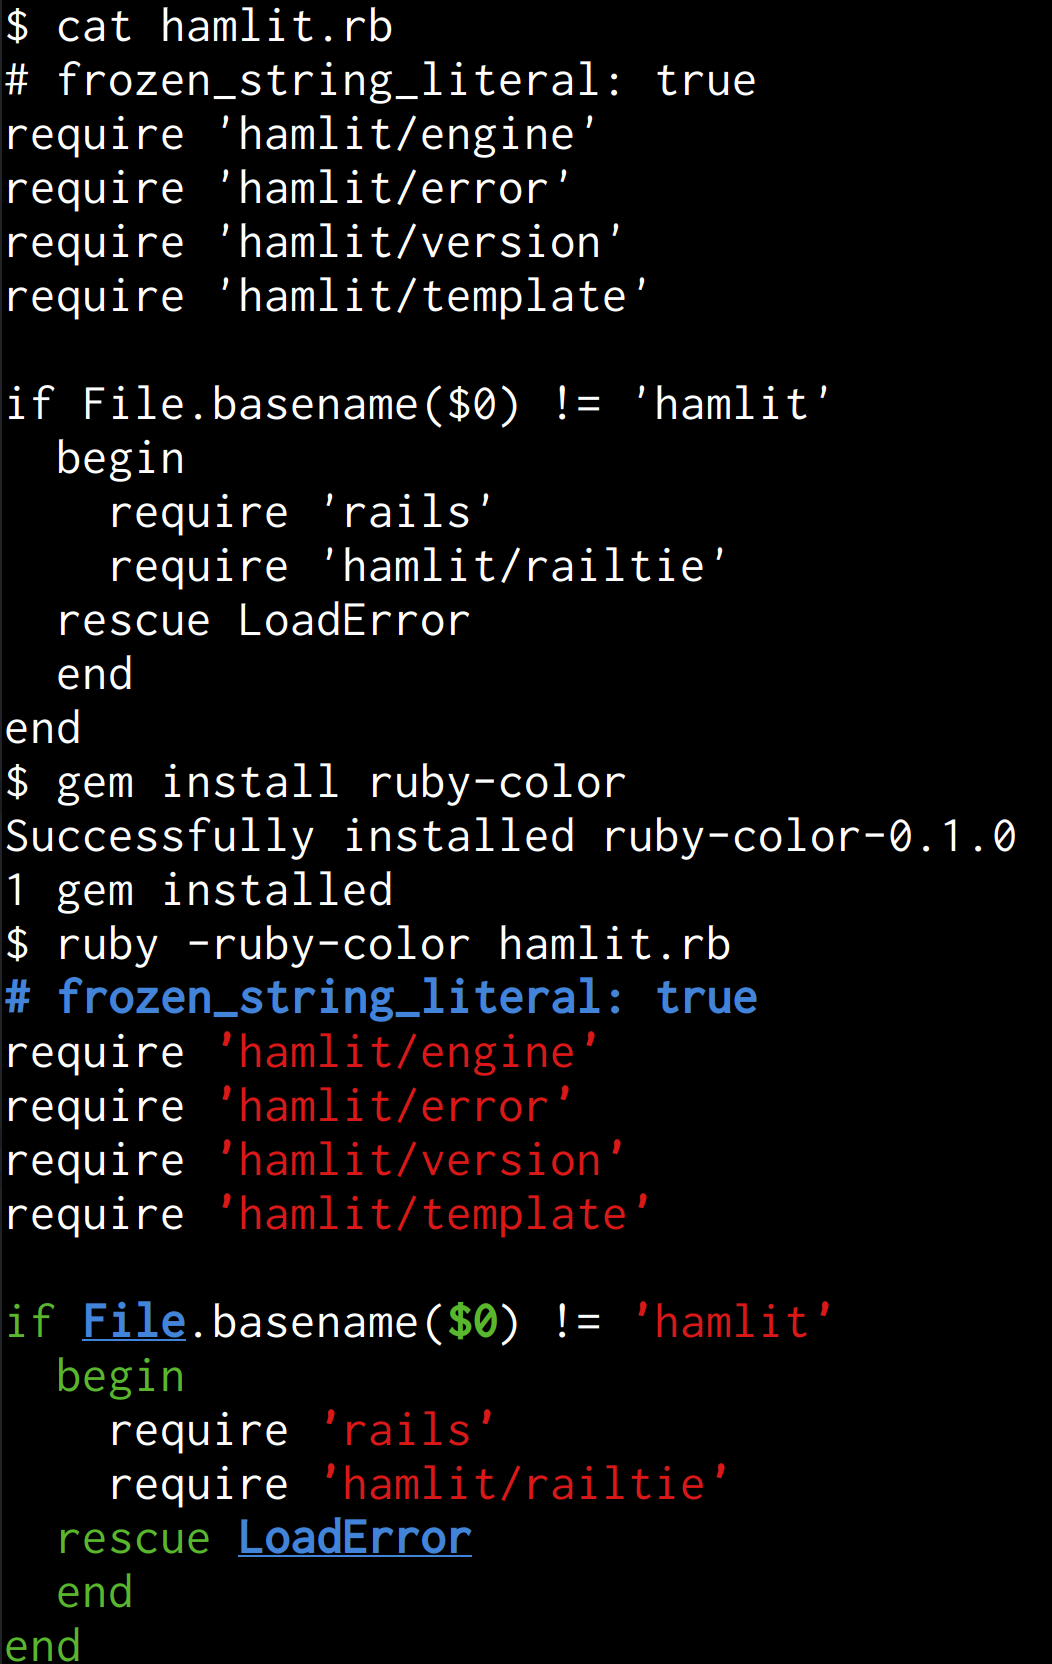 $ cat hamlit.rb
# frozen_string_literal: true
require 'hamlit/engine'
require 'hamlit/error'
require 'hamlit/version'
require 'hamlit/template'

if File.basename($0) != 'hamlit'
  begin
    require 'rails'
    require 'hamlit/railtie'
  rescue LoadError
  end
end
$ gem install ruby-color
Successfully installed ruby-color-0.1.0
1 gem installed
$ ruby -ruby-color hamlit.rb
# frozen_string_literal: true
require 'hamlit/engine'
require 'hamlit/error'
require 'hamlit/version'
require 'hamlit/template'

if File.basename($0) != 'hamlit'
  begin
    require 'rails'
    require 'hamlit/railtie'
  rescue LoadError
  end
end